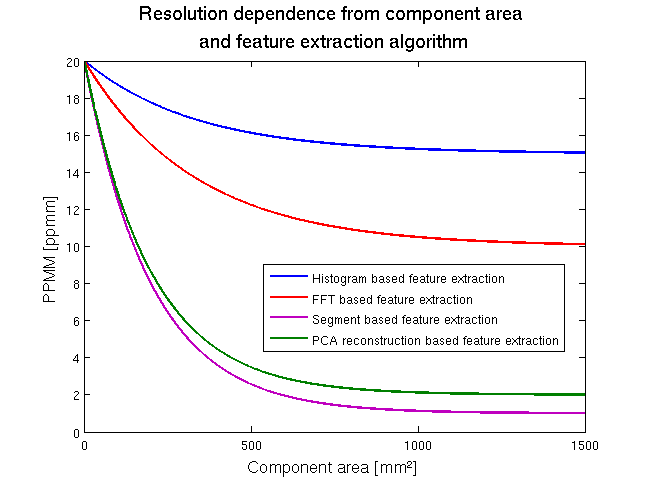 Resolution dependence from component area
and feature extraction algorithm
PPMM [ppmm]
20
18
16
14
12
10
8
6
4
2
0
Histogram based feature extraction
FFT based feature extraction
Segment based feature extraction
PCA reconstruction based feature extraction
0 500 1000 1500
Component area [mm²]